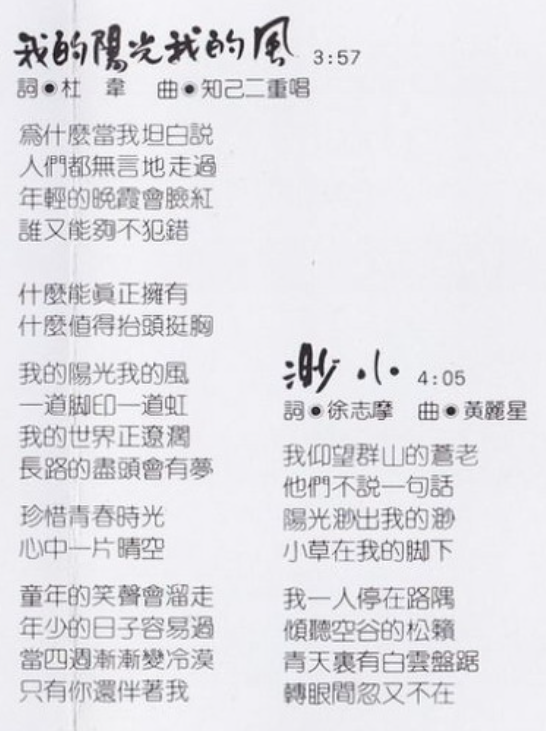 我的陽光我的風 3:57
詞●杜 韋 曲●知己二重唱
爲什麼當我坦白説
人們都無言地走過
年輕的晚霞會臉紅
誰又能夠不犯錯
什麼能眞正擁有
什麼值得抬頭挺胸
我的陽光我的風
一道脚印一道虹
我的世界正遼濶
長路的盡頭會有夢
珍惜青春時光
心中一片晴空
童年的笑聲會溜走
年少的日子容易過
當四週漸漸變冷漠
只有你還伴著我
渺小 4:05
詞●徐志摩 曲●黃麗星
我仰望群山的蒼老
他們不説一句話
陽光渺出我的渺
小草在我的脚下
我一人停在路隅
傾聽空谷的松籟
青天裏有白雲盤踞
轉眼間忽又不在